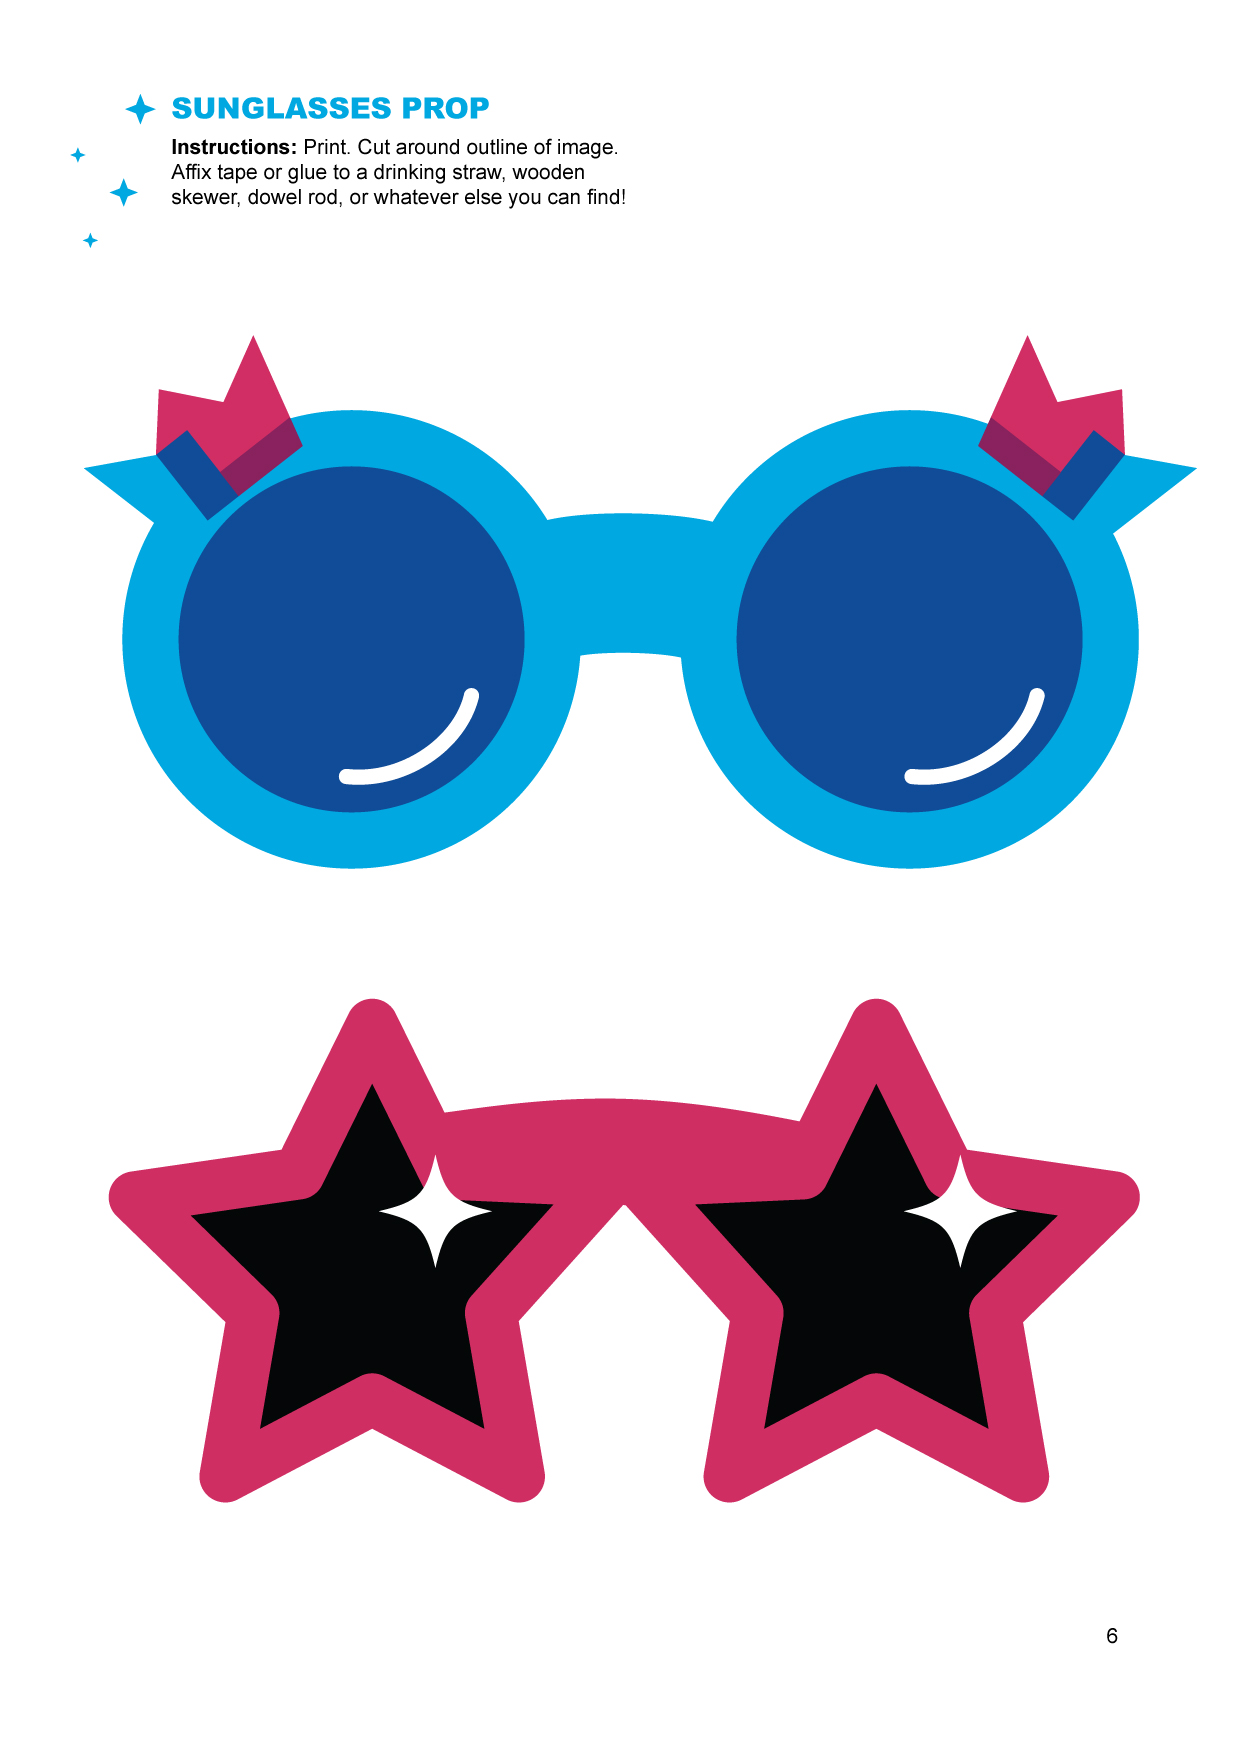 SUNGLASSES PROP
Instructions: Print. Cut around outline of image.
Affix tape or glue to a drinking straw, wooden
skewer, dowel rod, or whatever else you can find!
6